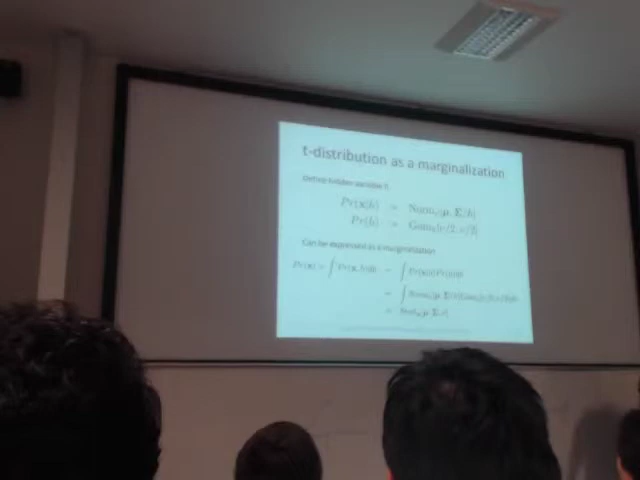 t-distribution as a marginalization
Define hidden variable h
Pr(x|h) = Norm_x[μ, Σ/h]
Pr(h) = Gam_h[ν/2, ν/2]
Can be expressed as a marginalization
Pr(x) = ∫ Pr(x, h)dh = ∫ Pr(x|h)Pr(h)dh
= ∫ Norm_x[μ, Σ/h]Gam_h[ν/2, ν/2]dh
= Stud_x[μ, Σ, ν]